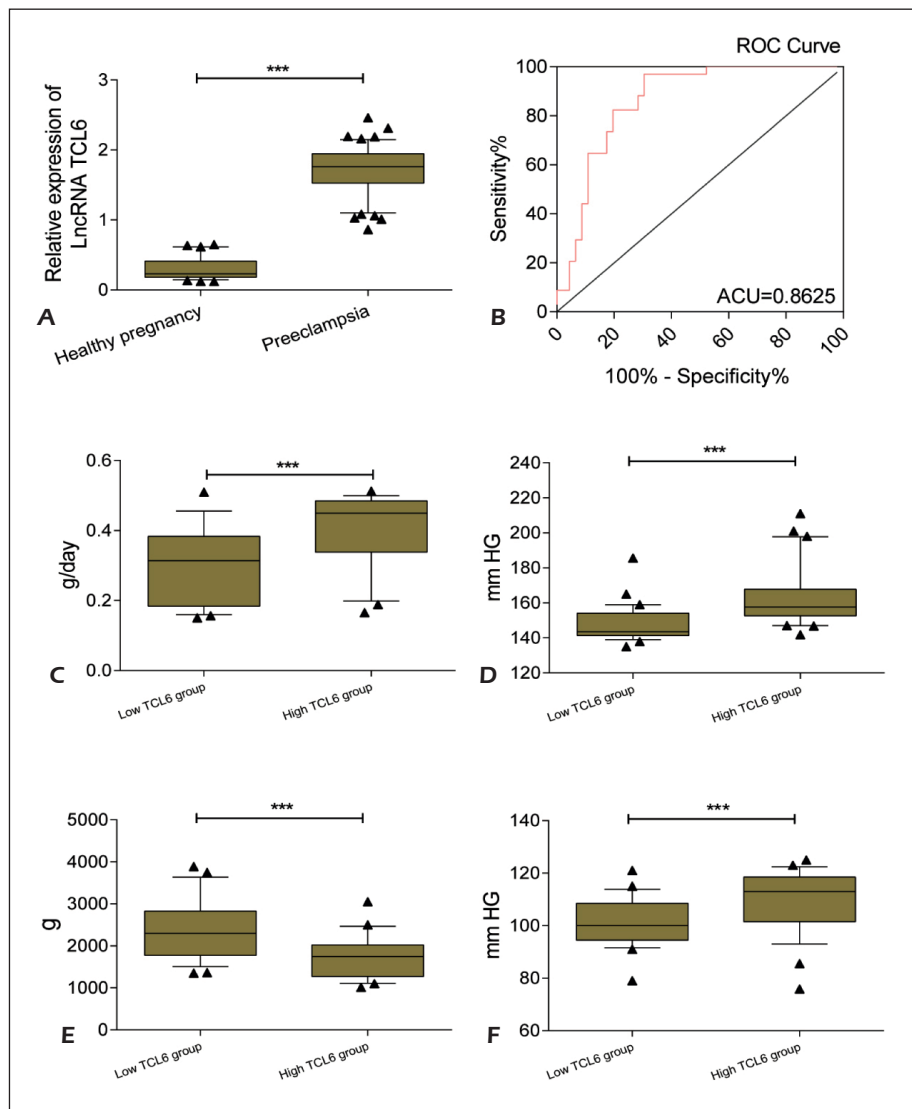 ROC Curve
***
Relative expression of
LncRNA TCL6
3
2
1
0
Healthy pregnancy
Preeclampsia
A
Sensitivity%
100
80
60
40
20
0
0
20
40
60
80
100
100% - Specificity%
ACU=0.8625
B
***
g/day
0.6
0.4
0.2
0.0
Low TCL6 group
High TCL6 group
C
***
mm HG
240
220
200
180
160
140
120
Low TCL6 group
High TCL6 group
D
***
g
5000
4000
3000
2000
1000
0
Low TCL6 group
High TCL6 group
E
***
mm HG
140
120
100
80
60
Low TCL6 group
High TCL6 group
F